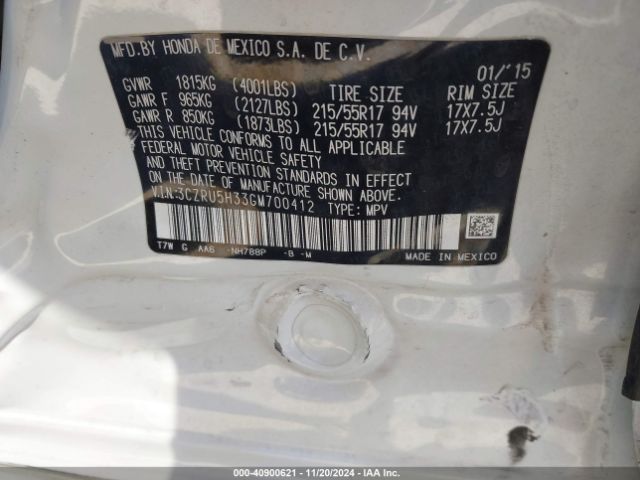 MFD.BY HONDA DE MEXICO S.A. DE C.V.
01/'15
GVWR 1815KG (4001LBS) TIRE SIZE RIM SIZE
GAWR F 965KG (2127LBS) 215/55R17 94V 17X7.5J
GAWR R 850KG (1873LBS) 215/55R17 94V 17X7.5J
THIS VEHICLE CONFORMS TO ALL APPLICABLE
FEDERAL MOTOR VEHICLE SAFETY
AND THEFT PREVENTION STANDARDS IN EFFECT
ON THE DATE OF MANUFACTURE SHOWN ABOVE.
V.I.N:3CZRU5H33GM700412 TYPE: MPV
T7W G AA6 -NH788P -B -M
MADE IN MEXICO
000-40900621 - 11/20/2024 - IAA Inc.